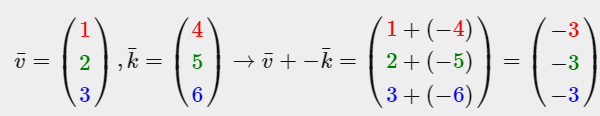 v̄ = (1 2 3), k̄ = (4 5 6) → v̄ + −k̄ = (1 + (−4) 2 + (−5) 3 + (−6)) = (−3 −3 −3)